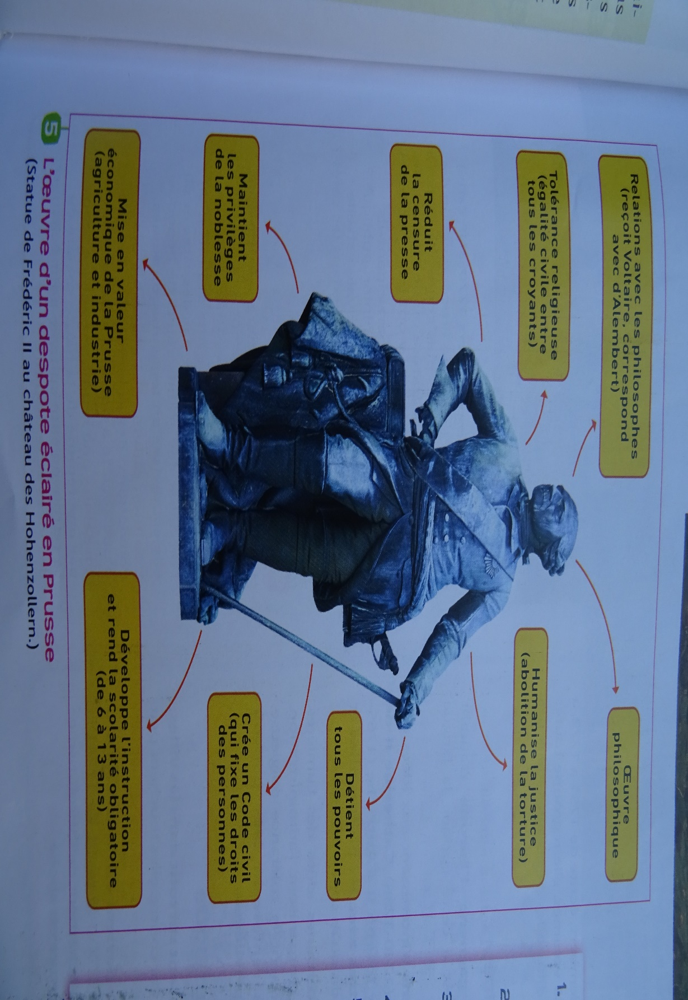 Relations avec les philosophes
(reçoit Voltaire, correspond
avec d'Alembert)
Tolérance religieuse
(égalité civile entre
tous les croyants)
Réduit
la censure
de la presse
Maintient
les privilèges
de la noblesse
Mise en valeur
économique de la Prusse
(agriculture et industrie)
Œuvre
philosophique
Humanise la justice
(abolition de la torture)
Détient
tous les pouvoirs
Crée un Code civil
(qui fixe les droits
des personnes)
Développe l'instruction
et rend la scolarité obligatoire
(de 6 à 13 ans)
5 L'œuvre d'un despote éclairé en Prusse
(Statue de Frédéric II au château des Hohenzollern.)
1.
2
3